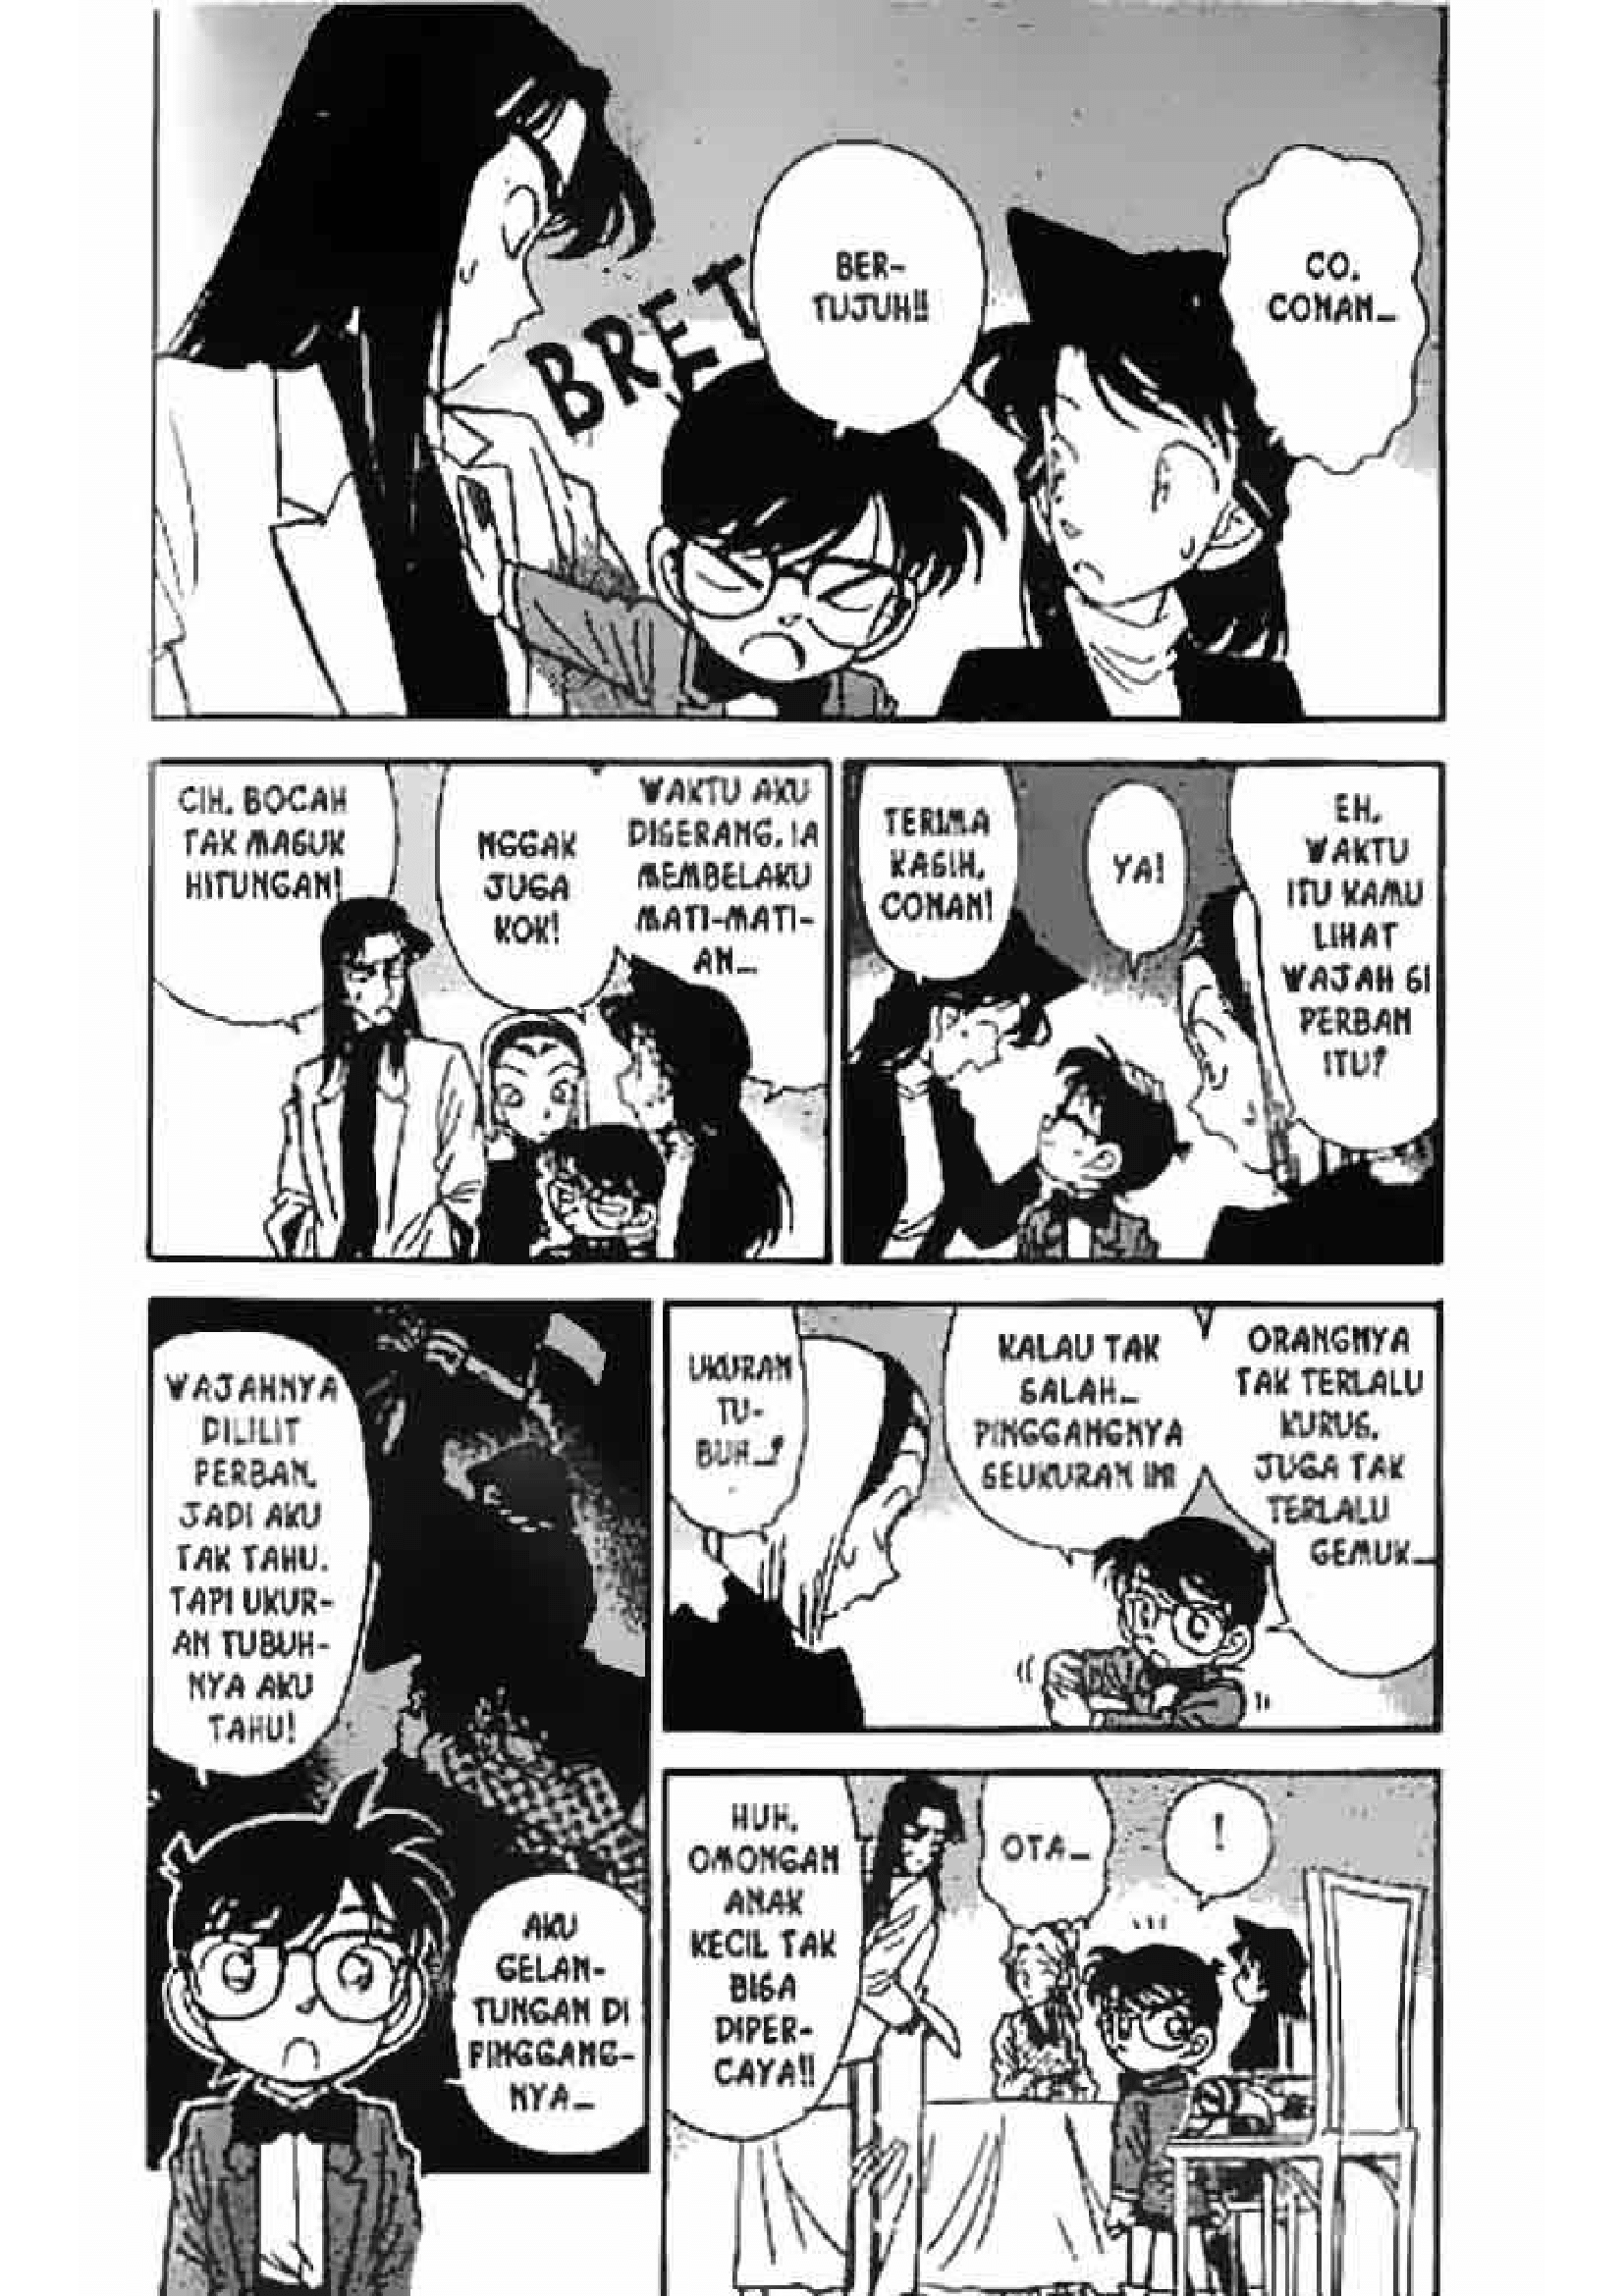 CO.
CONAN...
BER-
TUJUH!!
BRET
EH,
WAKTU
ITU KAMU
LIHAT
WAJAH SI
PERBAN
ITU?
YA!
TERIMA
KASIH,
CONAN!
WAKTU AKU
DISERANG, IA
MEMBELAKU
MATI-MATI-
AN...
NGGAK
JUGA
KOK!
CIH, BOCAH
TAK MASUK
HITUNGAN!
ORANGNYA
TAK TERLALU
KURUS,
JUGA TAK
TERLALU
GEMUK...
KALAU TAK
SALAH...
PINGGANGNYA
SEUKURAN INI
UKURAN
TU-
BUH...?
WAJAHNYA
DILILIT
PERBAN,
JADI AKU
TAK TAHU.
TAPI UKUR-
AN TUBUH-
NYA AKU
TAHU!
AKU
GELAN-
TUNGAN DI
PINGGANG-
NYA...
!
OTA...
HUH,
OMONGAN
ANAK
KECIL TAK
BISA
DIPER-
CAYA!!